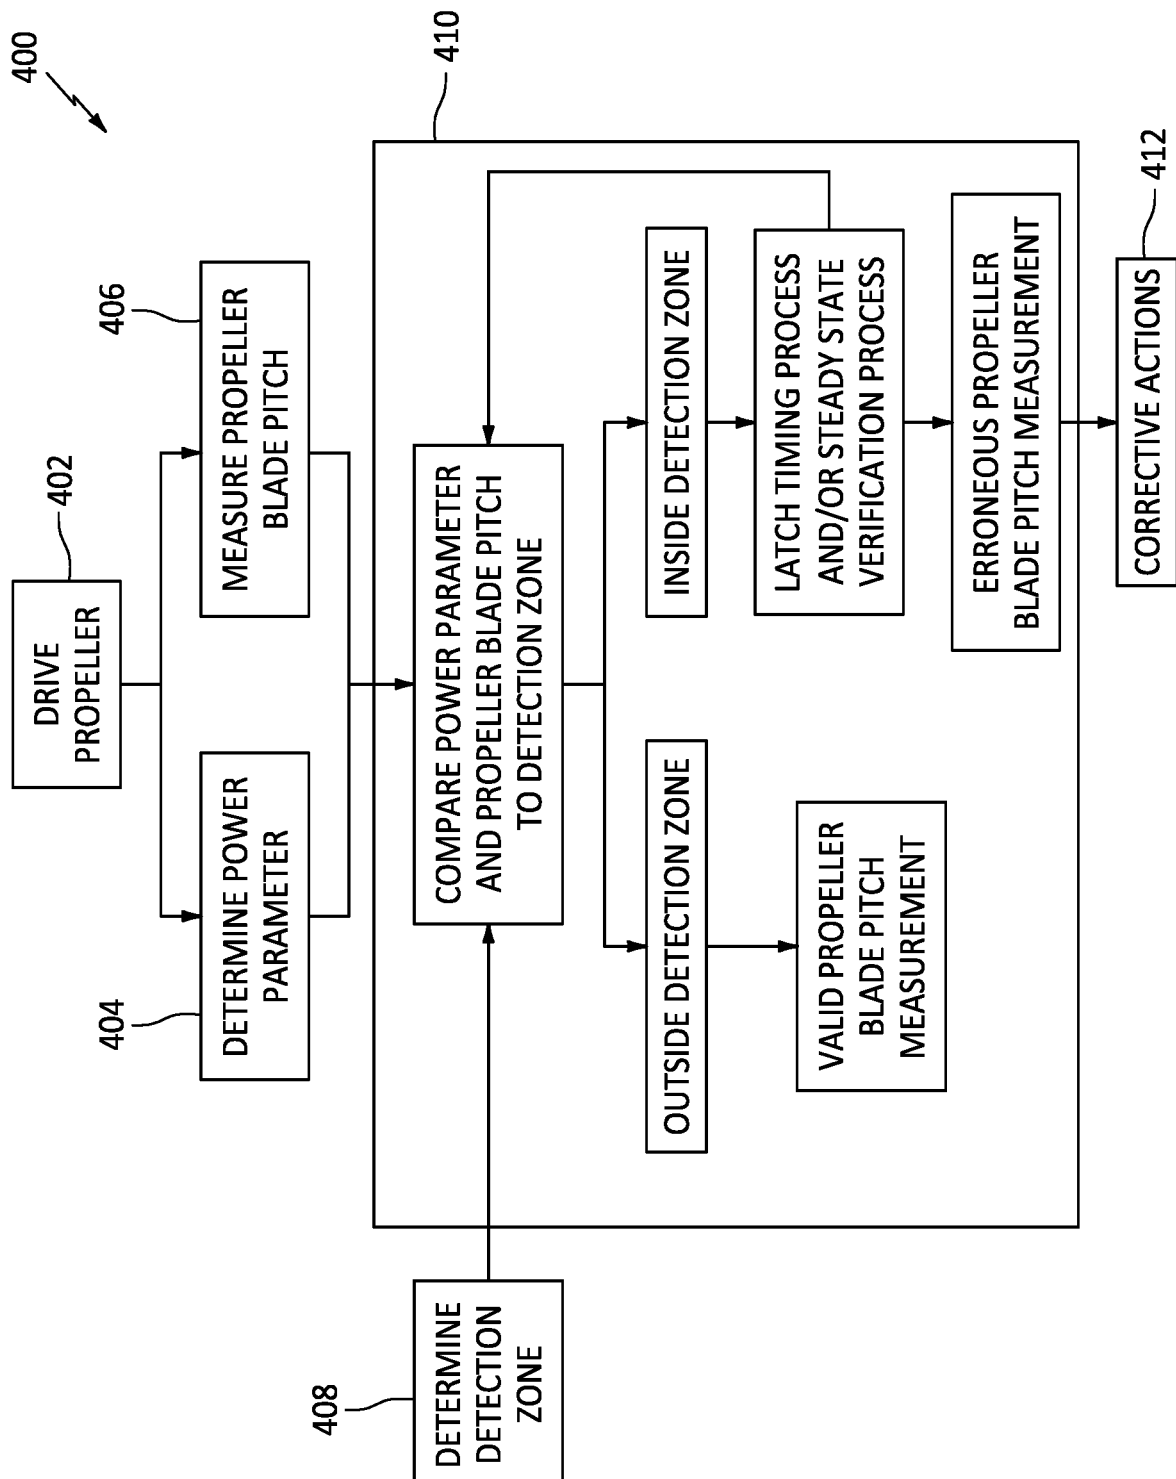 400
402
DRIVE
PROPELLER
404
DETERMINE POWER
PARAMETER
406
MEASURE PROPELLER
BLADE PITCH
408
DETERMINE
DETECTION
ZONE
410
COMPARE POWER PARAMETER
AND PROPELLER BLADE PITCH
TO DETECTION ZONE
OUTSIDE DETECTION ZONE
VALID PROPELLER
BLADE PITCH
MEASUREMENT
INSIDE DETECTION ZONE
LATCH TIMING PROCESS
AND/OR STEADY STATE
VERIFICATION PROCESS
ERRONEOUS PROPELLER
BLADE PITCH MEASUREMENT
CORRECTIVE ACTIONS
412